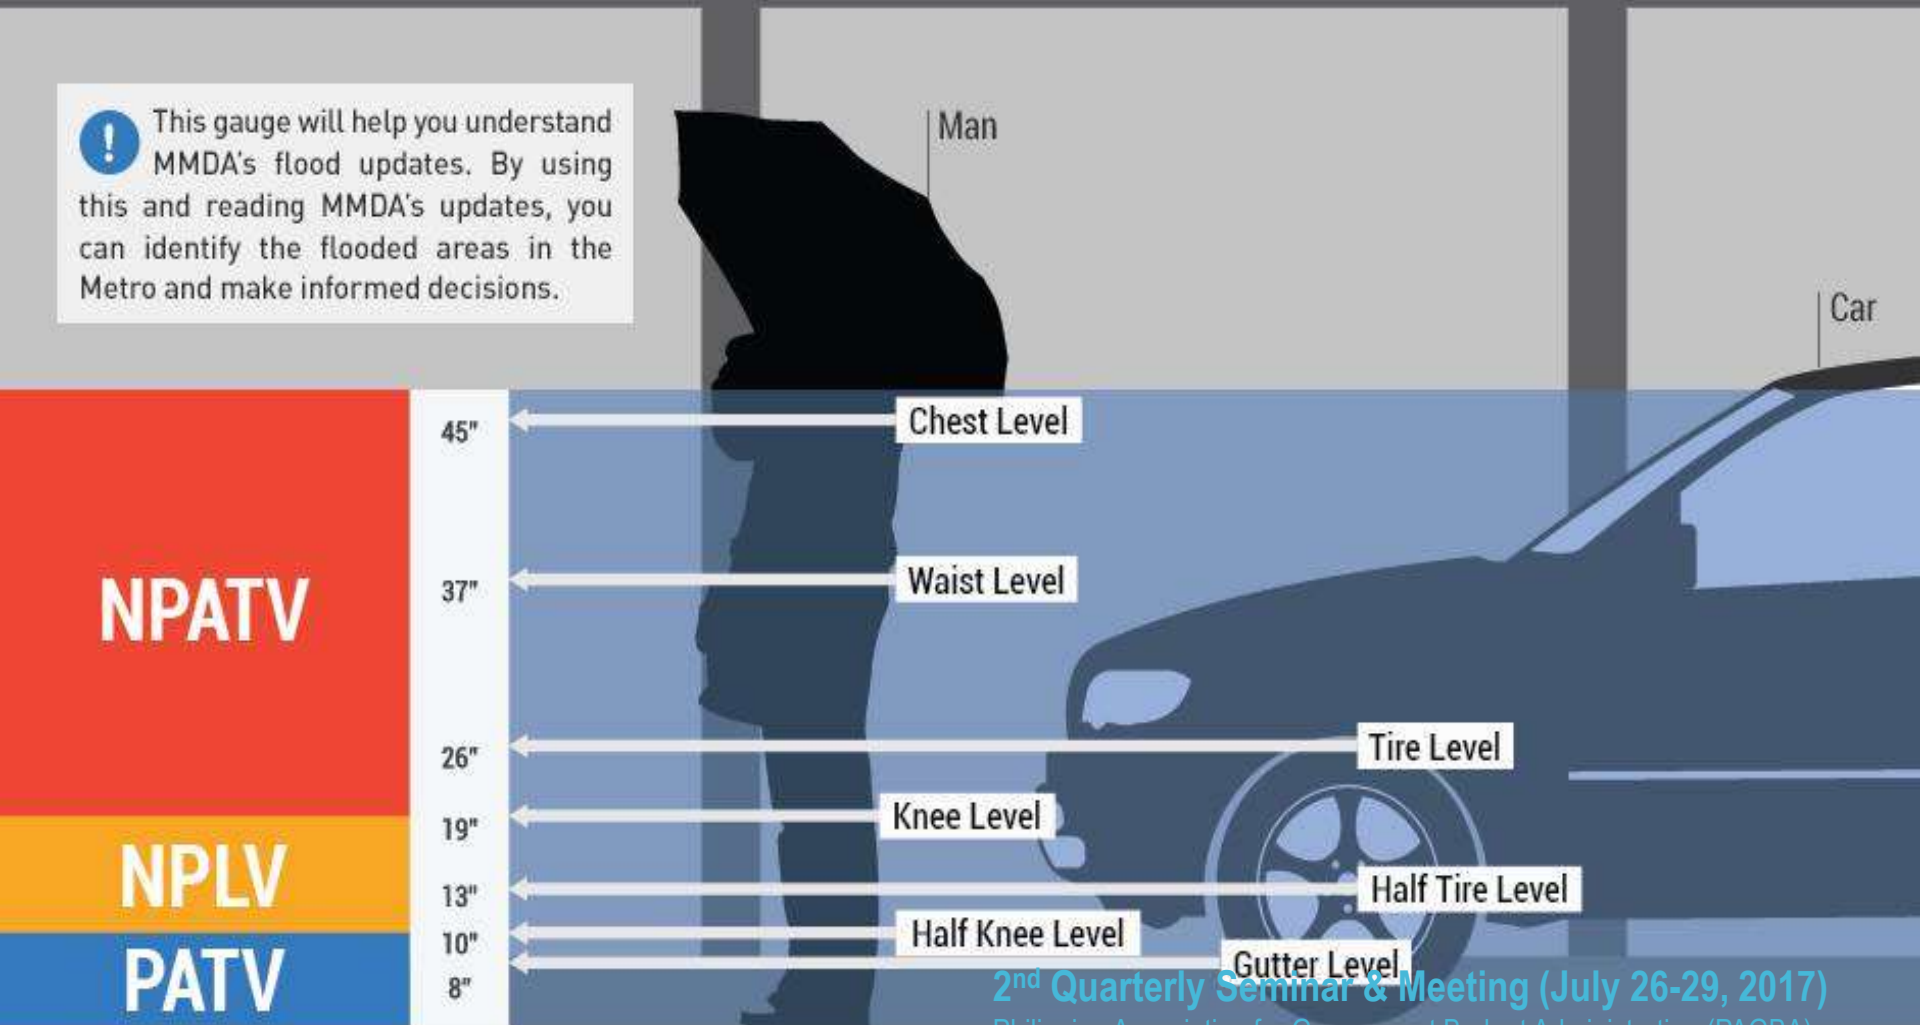 ! This gauge will help you understand
MMDA's flood updates. By using
this and reading MMDA's updates, you
can identify the flooded areas in the
Metro and make informed decisions.
Man
Car
45" Chest Level
NPATV
37" Waist Level
26" Tire Level
19" Knee Level
NPLV
13" Half Tire Level
10" Half Knee Level
PATV
8" Gutter Level
2nd Quarterly Seminar & Meeting (July 26-29, 2017)